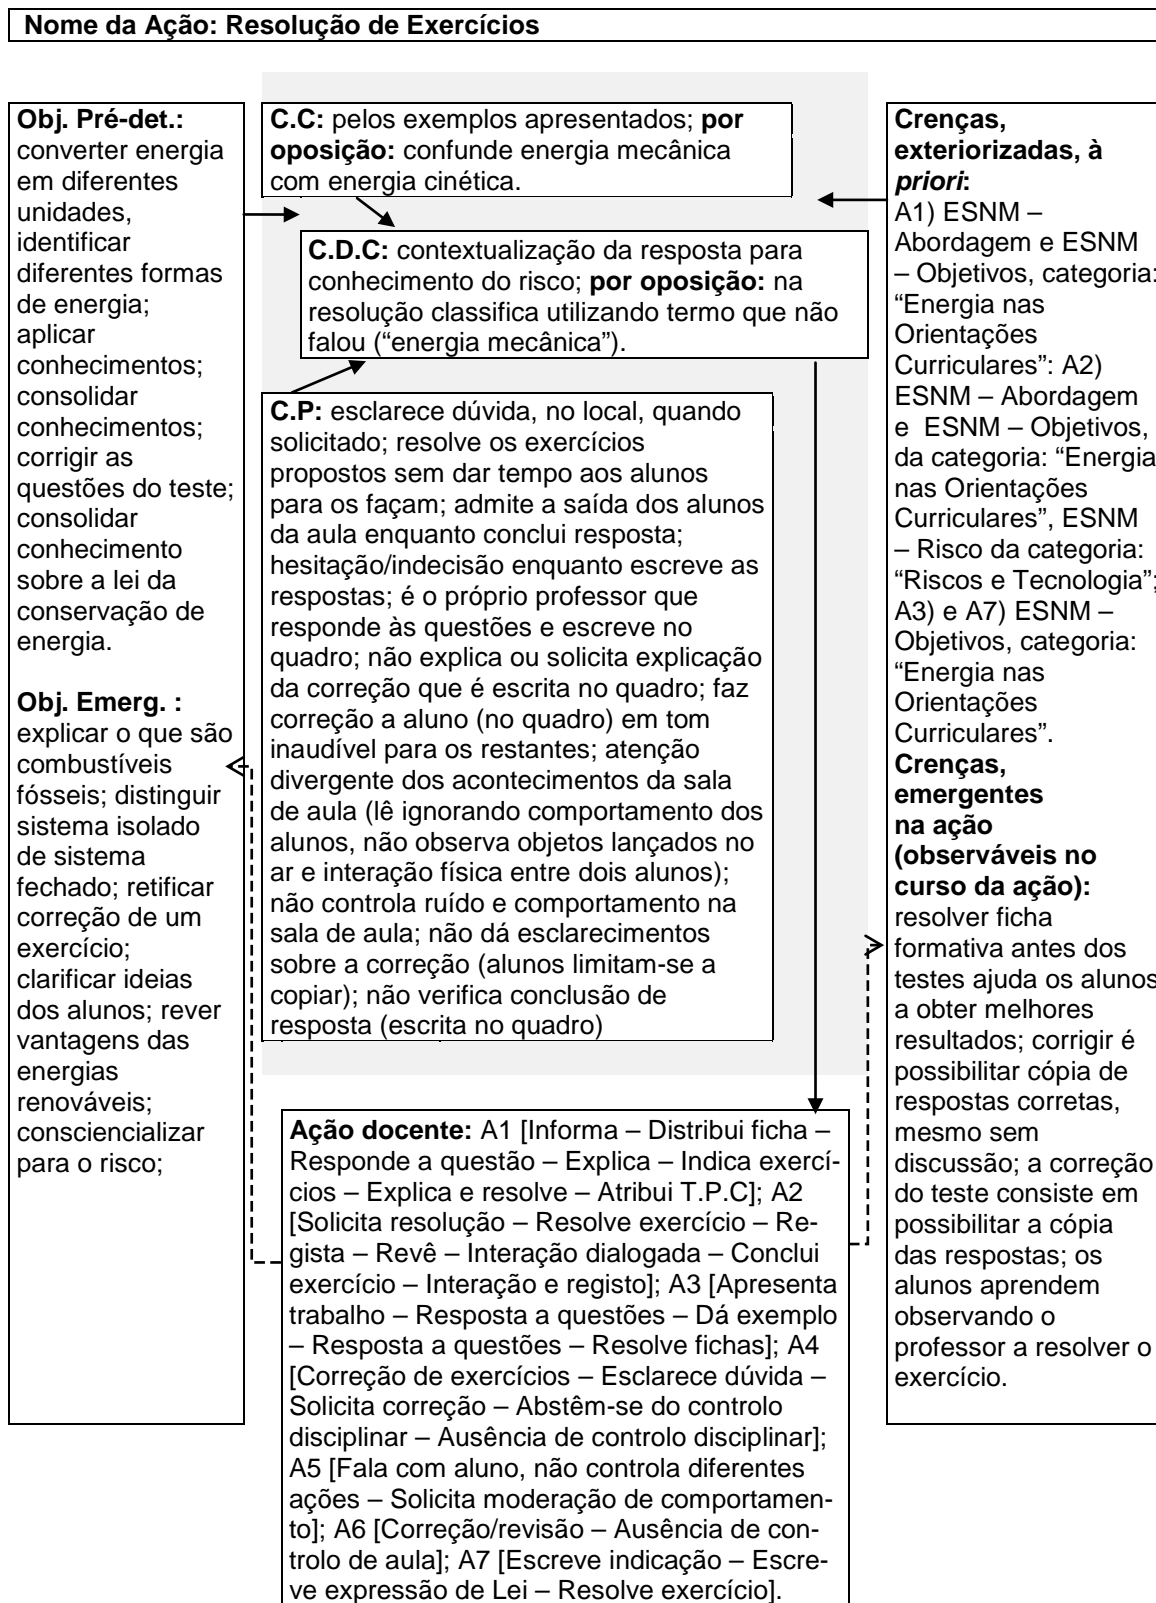 Nome da Ação: Resolução de Exercícios
Obj. Pré-det.:
converter energia
em diferentes
unidades,
identificar
diferentes formas
de energia;
aplicar
conhecimentos;
consolidar
conhecimentos;
corrigir as
questões do teste;
consolidar
conhecimento
sobre a lei da
conservação de
energia.
Obj. Emerg. :
explicar o que são
combustíveis
fósseis; distinguir
sistema isolado
de sistema
fechado; retificar
correção de um
exercício;
clarificar ideias
dos alunos; rever
vantagens das
energias
renováveis;
consciencializar
para o risco;
C.C: pelos exemplos apresentados; por
oposição: confunde energia mecânica
com energia cinética.
C.D.C: contextualização da resposta para
conhecimento do risco; por oposição: na
resolução classifica utilizando termo que não
falou (“energia mecânica”).
C.P: esclarece dúvida, no local, quando
solicitado; resolve os exercícios
propostos sem dar tempo aos alunos
para os façam; admite a saída dos alunos
da aula enquanto conclui resposta;
hesitação/indecisão enquanto escreve as
respostas; é o próprio professor que
responde às questões e escreve no
quadro; não explica ou solicita explicação
da correção que é escrita no quadro; faz
correção a aluno (no quadro) em tom
inaudível para os restantes; atenção
divergente dos acontecimentos da sala
de aula (lê ignorando comportamento dos
alunos, não observa objetos lançados no
ar e interação física entre dois alunos);
não controla ruído e comportamento na
sala de aula; não dá esclarecimentos
sobre a correção (alunos limitam-se a
copiar); não verifica conclusão de
resposta (escrita no quadro)
Ação docente: A1 [Informa – Distribui ficha –
Responde a questão – Explica – Indica exercí-
cios – Explica e resolve – Atribui T.P.C]; A2
[Solicita resolução – Resolve exercício – Re-
gista – Revê – Interação dialogada – Conclui
exercício – Interação e registo]; A3 [Apresenta
trabalho – Resposta a questões – Dá exemplo
– Resposta a questões – Resolve fichas]; A4
[Correção de exercícios – Esclarece dúvida –
Solicita correção – Abstêm-se do controlo
disciplinar – Ausência de controlo disciplinar];
A5 [Fala com aluno, não controla diferentes
ações – Solicita moderação de comportamen-
to]; A6 [Correção/revisão – Ausência de con-
trolo de aula]; A7 [Escreve indicação – Escre-
ve expressão de Lei – Resolve exercício].
Crenças,
exteriorizadas, à
priori:
A1) ESNM –
Abordagem e ESNM
– Objetivos, categoria:
“Energia nas
Orientações
Curriculares”: A2)
ESNM – Abordagem
e ESNM – Objetivos,
da categoria: “Energia
nas Orientações
Curriculares”, ESNM
– Risco da categoria:
“Riscos e Tecnologia”;
A3) e A7) ESNM –
Objetivos, categoria:
“Energia nas
Orientações
Curriculares”.
Crenças,
emergentes
na ação
(observáveis no
curso da ação):
resolver ficha
formativa antes dos
testes ajuda os alunos
a obter melhores
resultados; corrigir é
possibilitar cópia de
respostas corretas,
mesmo sem
discussão; a correção
do teste consiste em
possibilitar a cópia
das respostas; os
alunos aprendem
observando o
professor a resolver o
exercício.